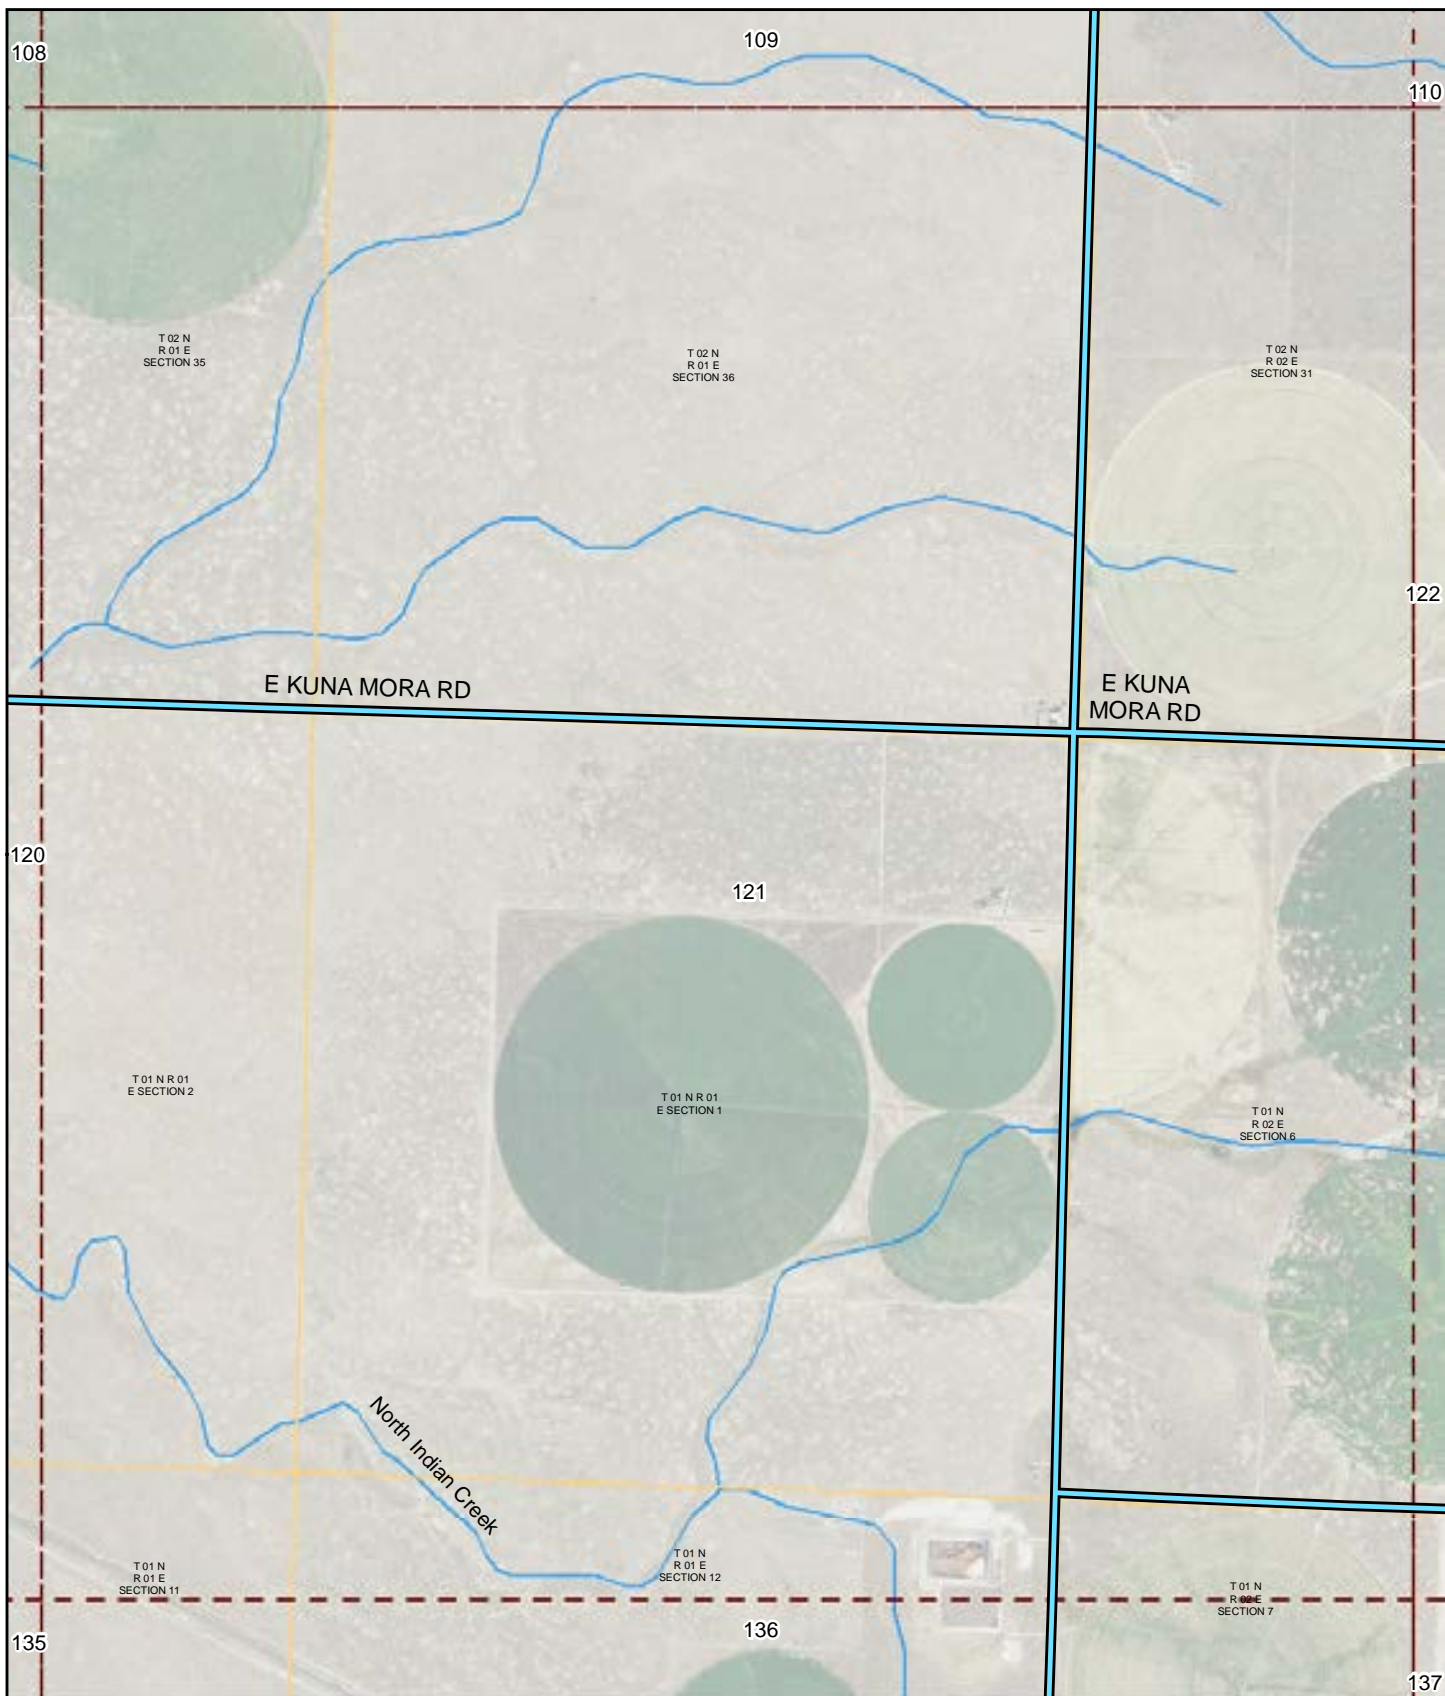 109
108
110
T 02 N
R 01 E
SECTION 35
T 02 N
R 01 E
SECTION 36
T 02 N
R 02 E
SECTION 31
122
E KUNA MORA RD
E KUNA
MORA RD
120
121
T 01 N R 01
E SECTION 2
T 01 N R 01
E SECTION 1
T 01 N
R 02 E
SECTION 6
North Indian Creek
T 01 N
R 01 E
SECTION 11
T 01 N
R 01 E
SECTION 12
T 01 N
R 02 E
SECTION 7
135
136
137